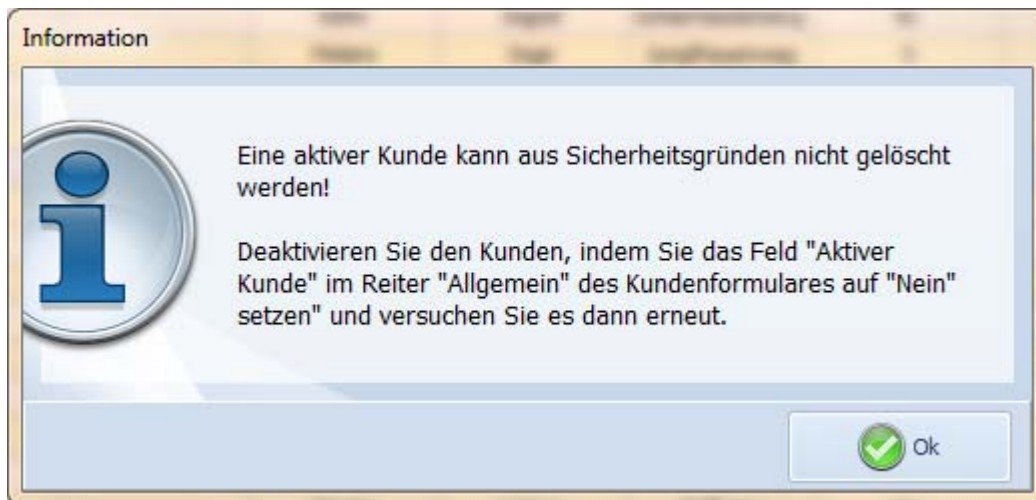 Information
Eine aktiver Kunde kann aus Sicherheitsgründen nicht gelöscht
werden!
Deaktivieren Sie den Kunden, indem Sie das Feld "Aktiver
Kunde" im Reiter "Allgemein" des Kundenformulares auf "Nein"
setzen" und versuchen Sie es dann erneut.
Ok